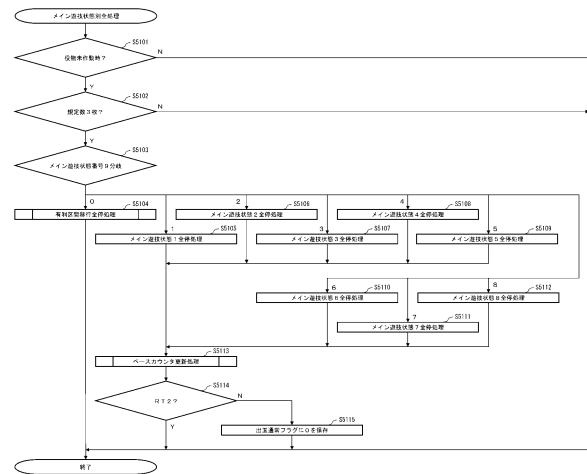 メイン遊技状態別全処理
S5101
役物未作動時？
N
Y
S5102
規定数３枚？
N
Y
S5103
メイン遊技状態番号９分岐
0
S5104
有利区間移行全停処理
1
S5105
メイン遊技状態１全停処理
2
S5106
メイン遊技状態２全停処理
3
S5107
メイン遊技状態３全停処理
4
S5108
メイン遊技状態４全停処理
5
S5109
メイン遊技状態５全停処理
6
S5110
メイン遊技状態６全停処理
7
S5111
メイン遊技状態７全停処理
8
S5112
メイン遊技状態８全停処理
S5113
ベースカウンタ更新処理
S5114
ＲＴ２？
N
Y
S5115
出玉通常フラグに０を保存
終了